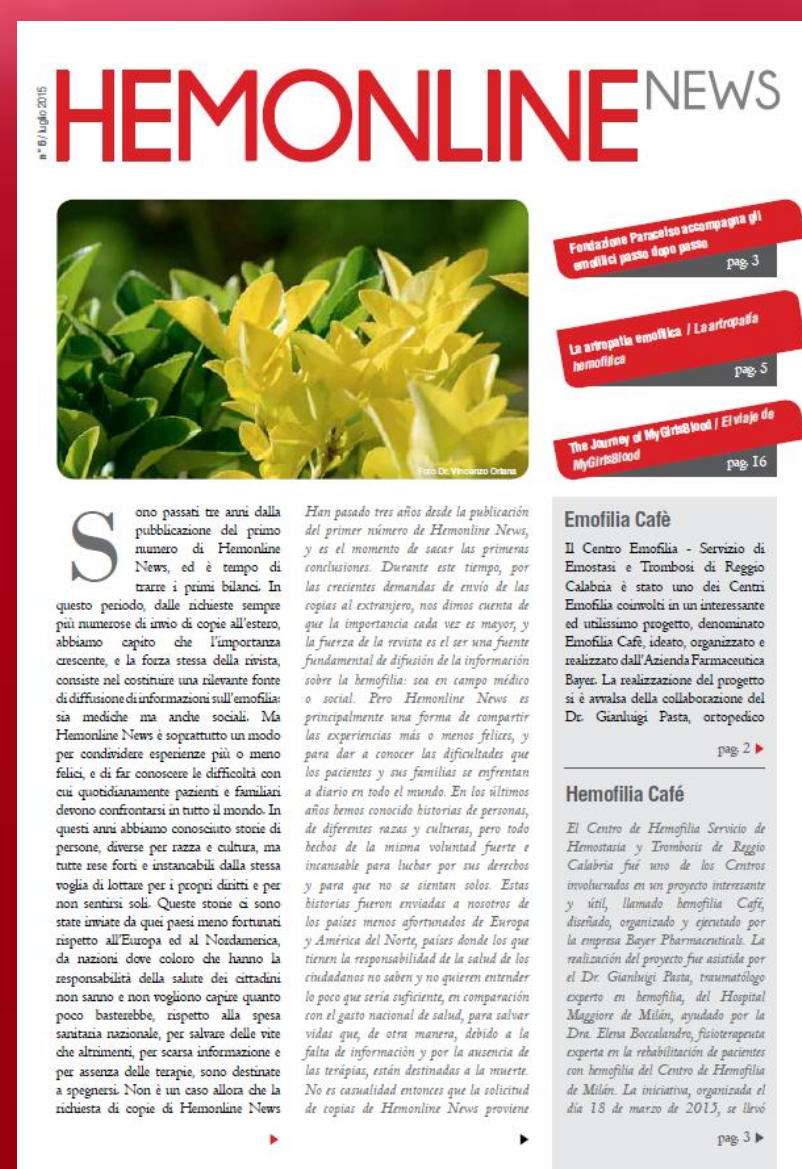 n° 6 / luglio 2015
HEMONLINE NEWS
Foto Dr. Vincenzo Oriana
Fondazione Paracelso accompagna gli
emofilici passo dopo passo
pag. 3
La artropatia emofilica / La artropatía
hemofílica
pag. 5
The Journey of MyGirlsBlood / El viaje de
MyGirlsBlood
pag. 16
Sono passati tre anni dalla
pubblicazione del primo
numero di Hemonline
News, ed è tempo di
trarre i primi bilanci. In
questo periodo, dalle richieste sempre
più numerose di invio di copie all'estero,
abbiamo capito che l'importanza
crescente, e la forza stessa della rivista,
consiste nel costituire una rilevante fonte
di diffusione di informazioni sull'emofilia:
sia mediche ma anche sociali. Ma
Hemonline News è soprattutto un modo
per condividere esperienze più o meno
felici, e di far conoscere le difficoltà con
cui quotidianamente pazienti e familiari
devono confrontarsi in tutto il mondo. In
questi anni abbiamo conosciuto storie di
persone, diverse per razza e cultura, ma
tutte rese forti e instancabili dalla stessa
voglia di lottare per i propri diritti e per
non sentirsi soli. Queste storie ci sono
state inviate da quei paesi meno fortunati
rispetto all'Europa ed al Nordamerica,
da nazioni dove coloro che hanno la
responsabilità della salute dei cittadini
non sanno e non vogliono capire quanto
poco basterebbe, rispetto alla spesa
sanitaria nazionale, per salvare delle vite
che altrimenti, per scarsa informazione e
per assenza delle terapie, sono destinate
a spegnersi. Non è un caso allora che la
richiesta di copie di Hemonline News
Han pasado tres años desde la publicación
del primer número de Hemonline News,
y es el momento de sacar las primeras
conclusiones. Durante este tiempo, por
las crecientes demandas de envío de las
copias al extranjero, nos dimos cuenta de
que la importancia cada vez es mayor, y
la fuerza de la revista es el ser una fuente
fundamental de difusión de la información
sobre la hemofilia: sea en campo médico
o social. Pero Hemonline News es
principalmente una forma de compartir
las experiencias más o menos felices, y
para dar a conocer las dificultades que
los pacientes y sus familias se enfrentan
a diario en todo el mundo. En los últimos
años hemos conocido historias de personas,
de diferentes razas y culturas, pero todo
hechos de la misma voluntad fuerte e
incansable para luchar por sus derechos
y para que no se sientan solos. Estas
historias fueron enviadas a nosotros de
los países menos afortunados de Europa
y América del Norte, países donde los que
tienen la responsabilidad de la salud de los
ciudadanos no saben y no quieren entender
lo poco que sería suficiente, en comparación
con el gasto nacional de salud, para salvar
vidas que, de otra manera, debido a la
falta de información y por la ausencia de
las terápias, están destinadas a la muerte.
No es casualidad entonces que la solicitud
de copias de Hemonline News proviene
Emofilia Cafè
Il Centro Emofilia - Servizio di
Emostasi e Trombosi di Reggio
Calabria è stato uno dei Centri
Emofilia coinvolti in un interessante
ed utilissimo progetto, denominato
Emofilia Cafè, ideato, organizzato e
realizzato dall'Azienda Farmaceutica
Bayer. La realizzazione del progetto
si è avvalsa della collaborazione del
Dr. Gianluigi Pasta, ortopedico
pag. 2
Hemofilia Café
El Centro de Hemofilia Servicio de
Hemostasia y Trombosis de Reggio
Calabria fué uno de los Centros
involucrados en un proyecto interesante
y útil, llamado hemofilia Café,
diseñado, organizado y ejecutado por
la empresa Bayer Pharmaceuticals. La
realización del proyecto fue asistida por
el Dr. Gianluigi Pasta, traumatólogo
experto en hemofilia, del Hospital
Maggiore de Milán, ayudado por la
Dra. Elena Boccalandro, fisioterapeuta
experta en la rehabilitación de pacientes
con hemofilia del Centro de Hemofilia
de Milán. La iniciativa, organizada el
día 18 de marzo de 2015, se llevó
pag. 3